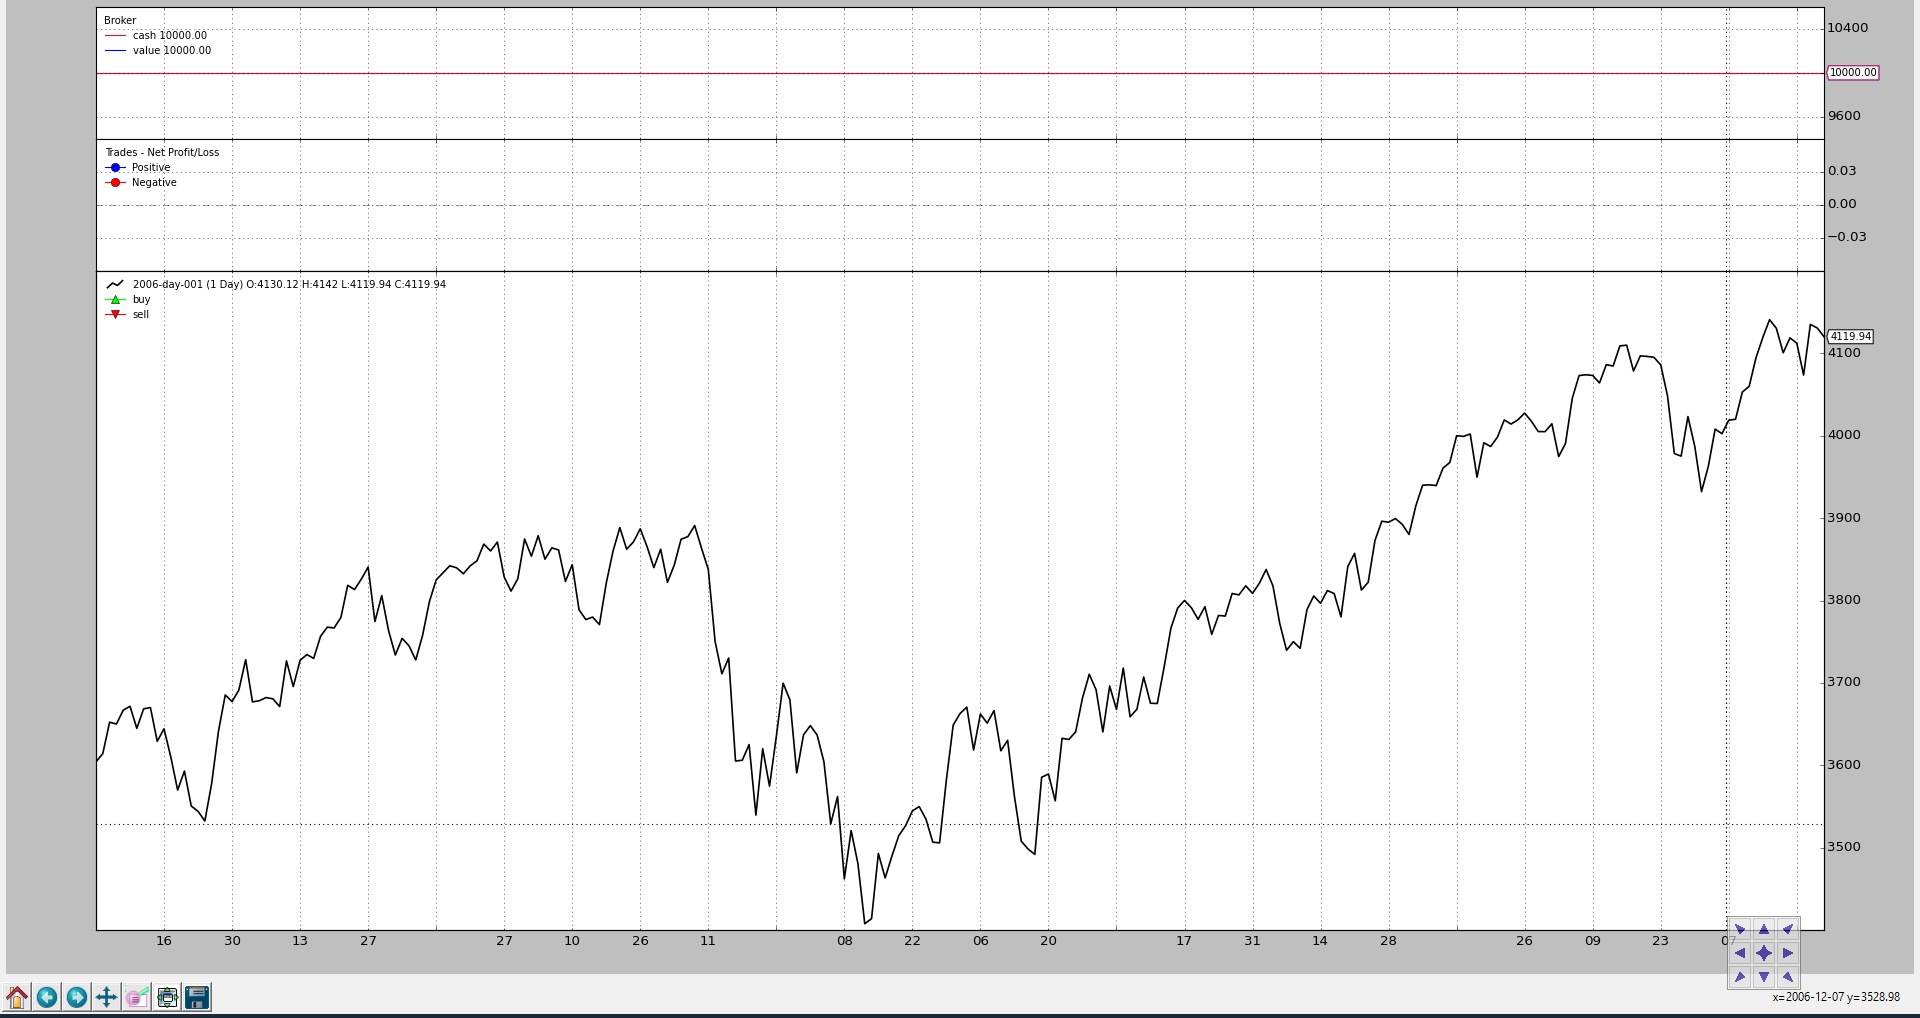 Broker
cash 10000.00
value 10000.00
10400
10000.00
9600
Trades - Net Profit/Loss
Positive
Negative
0.03
0.00
−0.03
2006-day-001 (1 Day) O:4130.12 H:4142 L:4119.94 C:4119.94
buy
sell
4119.94
4100
4000
3900
3800
3700
3600
3500
16 30 13 27 27 10 26 11 08 22 06 20 17 31 14 28 26 09 23 07
x=2006-12-07 y=3528.98